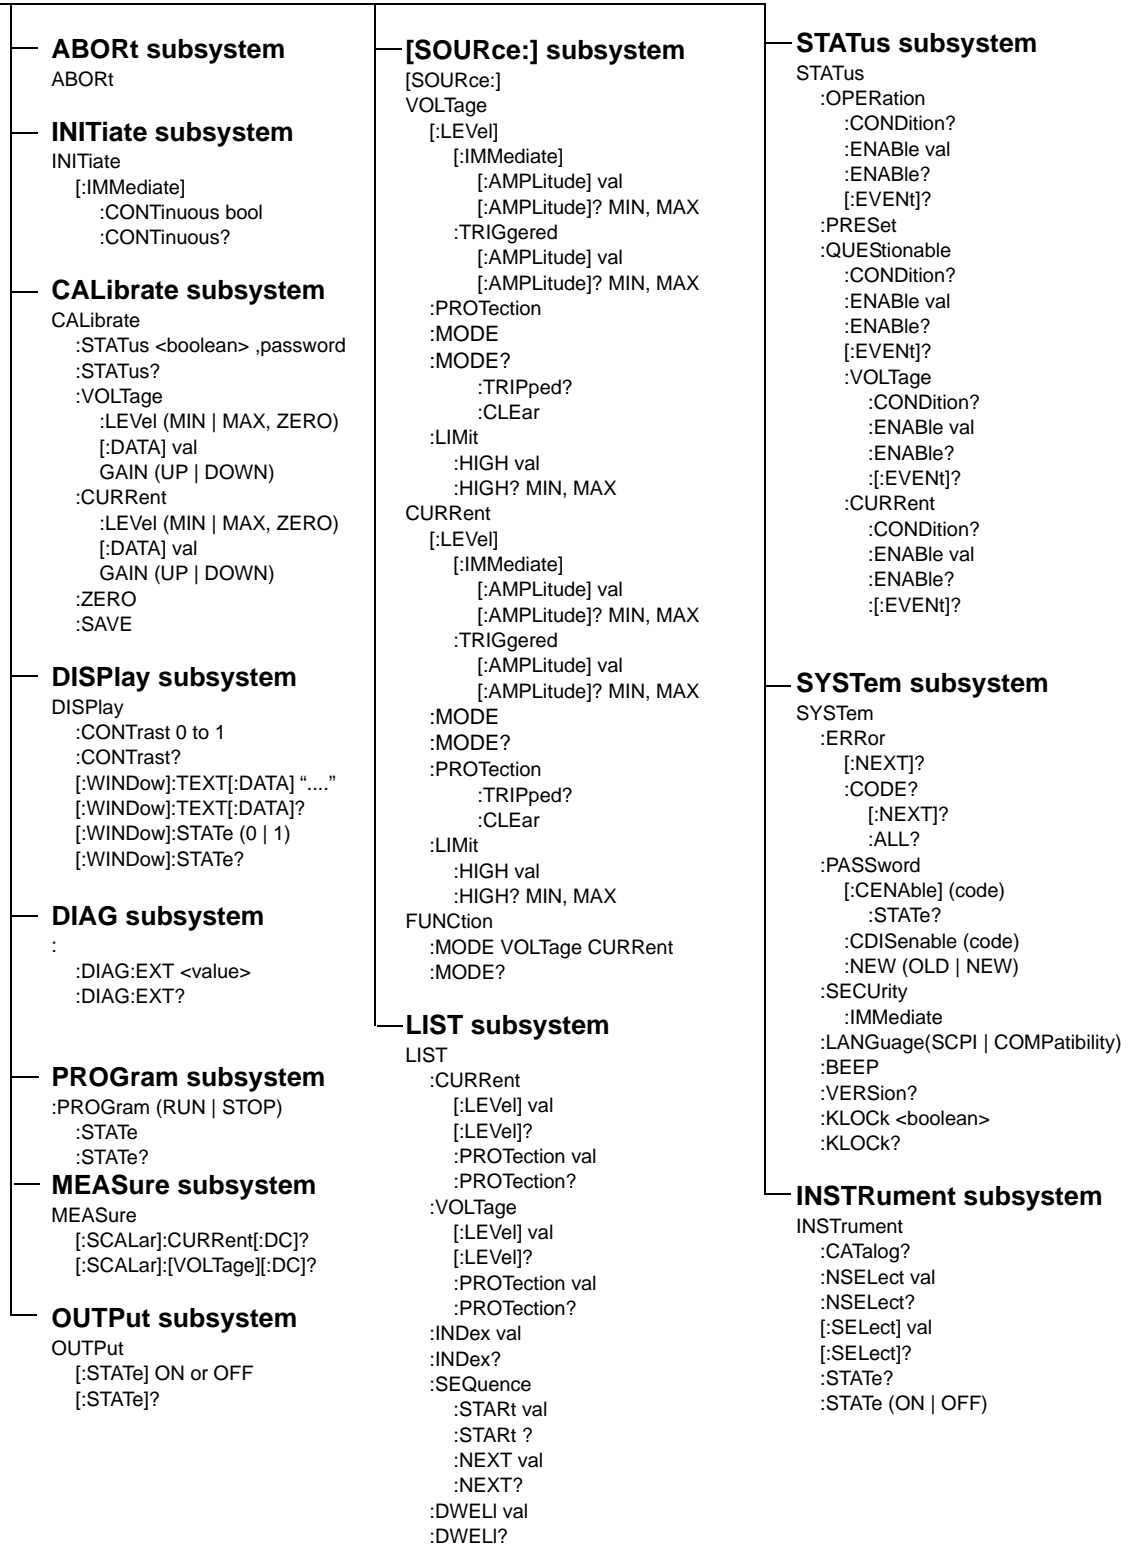 ABORt subsystem
ABORt
INITiate subsystem
INITiate
[:IMMediate]
:CONTinuous bool
:CONTinuous?
CALibrate subsystem
CALibrate
:STATus <boolean> ,password
:STATus?
:VOLTage
:LEVel (MIN | MAX, ZERO)
[:DATA] val
GAIN (UP | DOWN)
:CURRent
:LEVel (MIN | MAX, ZERO)
[:DATA] val
GAIN (UP | DOWN)
:ZERO
:SAVE
DISPlay subsystem
DISPlay
:CONTrast 0 to 1
:CONTrast?
[:WINDow]:TEXT[:DATA] “....”
[:WINDow]:TEXT[:DATA]?
[:WINDow]:STATe (0 | 1)
[:WINDow]:STATe?
DIAG subsystem
:
:DIAG:EXT <value>
:DIAG:EXT?
PROGram subsystem
:PROGram (RUN | STOP)
:STATe
:STATe?
MEASure subsystem
MEASure
[:SCALar]:CURRent[:DC]?
[:SCALar]:[VOLTage][:DC]?
OUTPut subsystem
OUTPut
[:STATe] ON or OFF
[:STATe]?
[SOURce:] subsystem
[SOURce:]
VOLTage
[:LEVel]
[:IMMediate]
[:AMPLitude] val
[:AMPLitude]? MIN, MAX
:TRIGgered
[:AMPLitude] val
[:AMPLitude]? MIN, MAX
:PROTection
:MODE
:MODE?
:TRIPped?
:CLEar
:LIMit
:HIGH val
:HIGH? MIN, MAX
CURRent
[:LEVel]
[:IMMediate]
[:AMPLitude] val
[:AMPLitude]? MIN, MAX
:TRIGgered
[:AMPLitude] val
[:AMPLitude]? MIN, MAX
:MODE
:MODE?
:PROTection
:TRIPped?
:CLEar
:LIMit
:HIGH val
:HIGH? MIN, MAX
FUNCtion
:MODE VOLTage CURRent
:MODE?
LIST subsystem
LIST
:CURRent
[:LEVel] val
[:LEVel]?
:PROTection val
:PROTection?
:VOLTage
[:LEVel] val
[:LEVel]?
:PROTection val
:PROTection?
:INDex val
:INDex?
:SEQuence
:STARt val
:STARt ?
:NEXT val
:NEXT?
:DWELl val
:DWELl?
STATus subsystem
STATus
:OPERation
:CONDition?
:ENABle val
:ENABle?
[:EVENt]?
:PRESet
:QUEStionable
:CONDition?
:ENABle val
:ENABle?
[:EVENt]?
:VOLTage
:CONDition?
:ENABle val
:ENABle?
:[:EVENt]?
:CURRent
:CONDition?
:ENABle val
:ENABle?
:[:EVENt]?
SYSTem subsystem
SYSTem
:ERRor
[:NEXT]?
:CODE?
[:NEXT]?
:ALL?
:PASSword
[:CENAble] (code)
:STATe?
:CDISenable (code)
:NEW (OLD | NEW)
:SECUrity
:IMMediate
:LANGuage(SCPI | COMPatibility)
:BEEP
:VERSion?
:KLOCk <boolean>
:KLOCk?
INSTRument subsystem
INSTrument
:CATalog?
:NSELect val
:NSELect?
[:SELect] val
[:SELect]?
:STATe?
:STATe (ON | OFF)